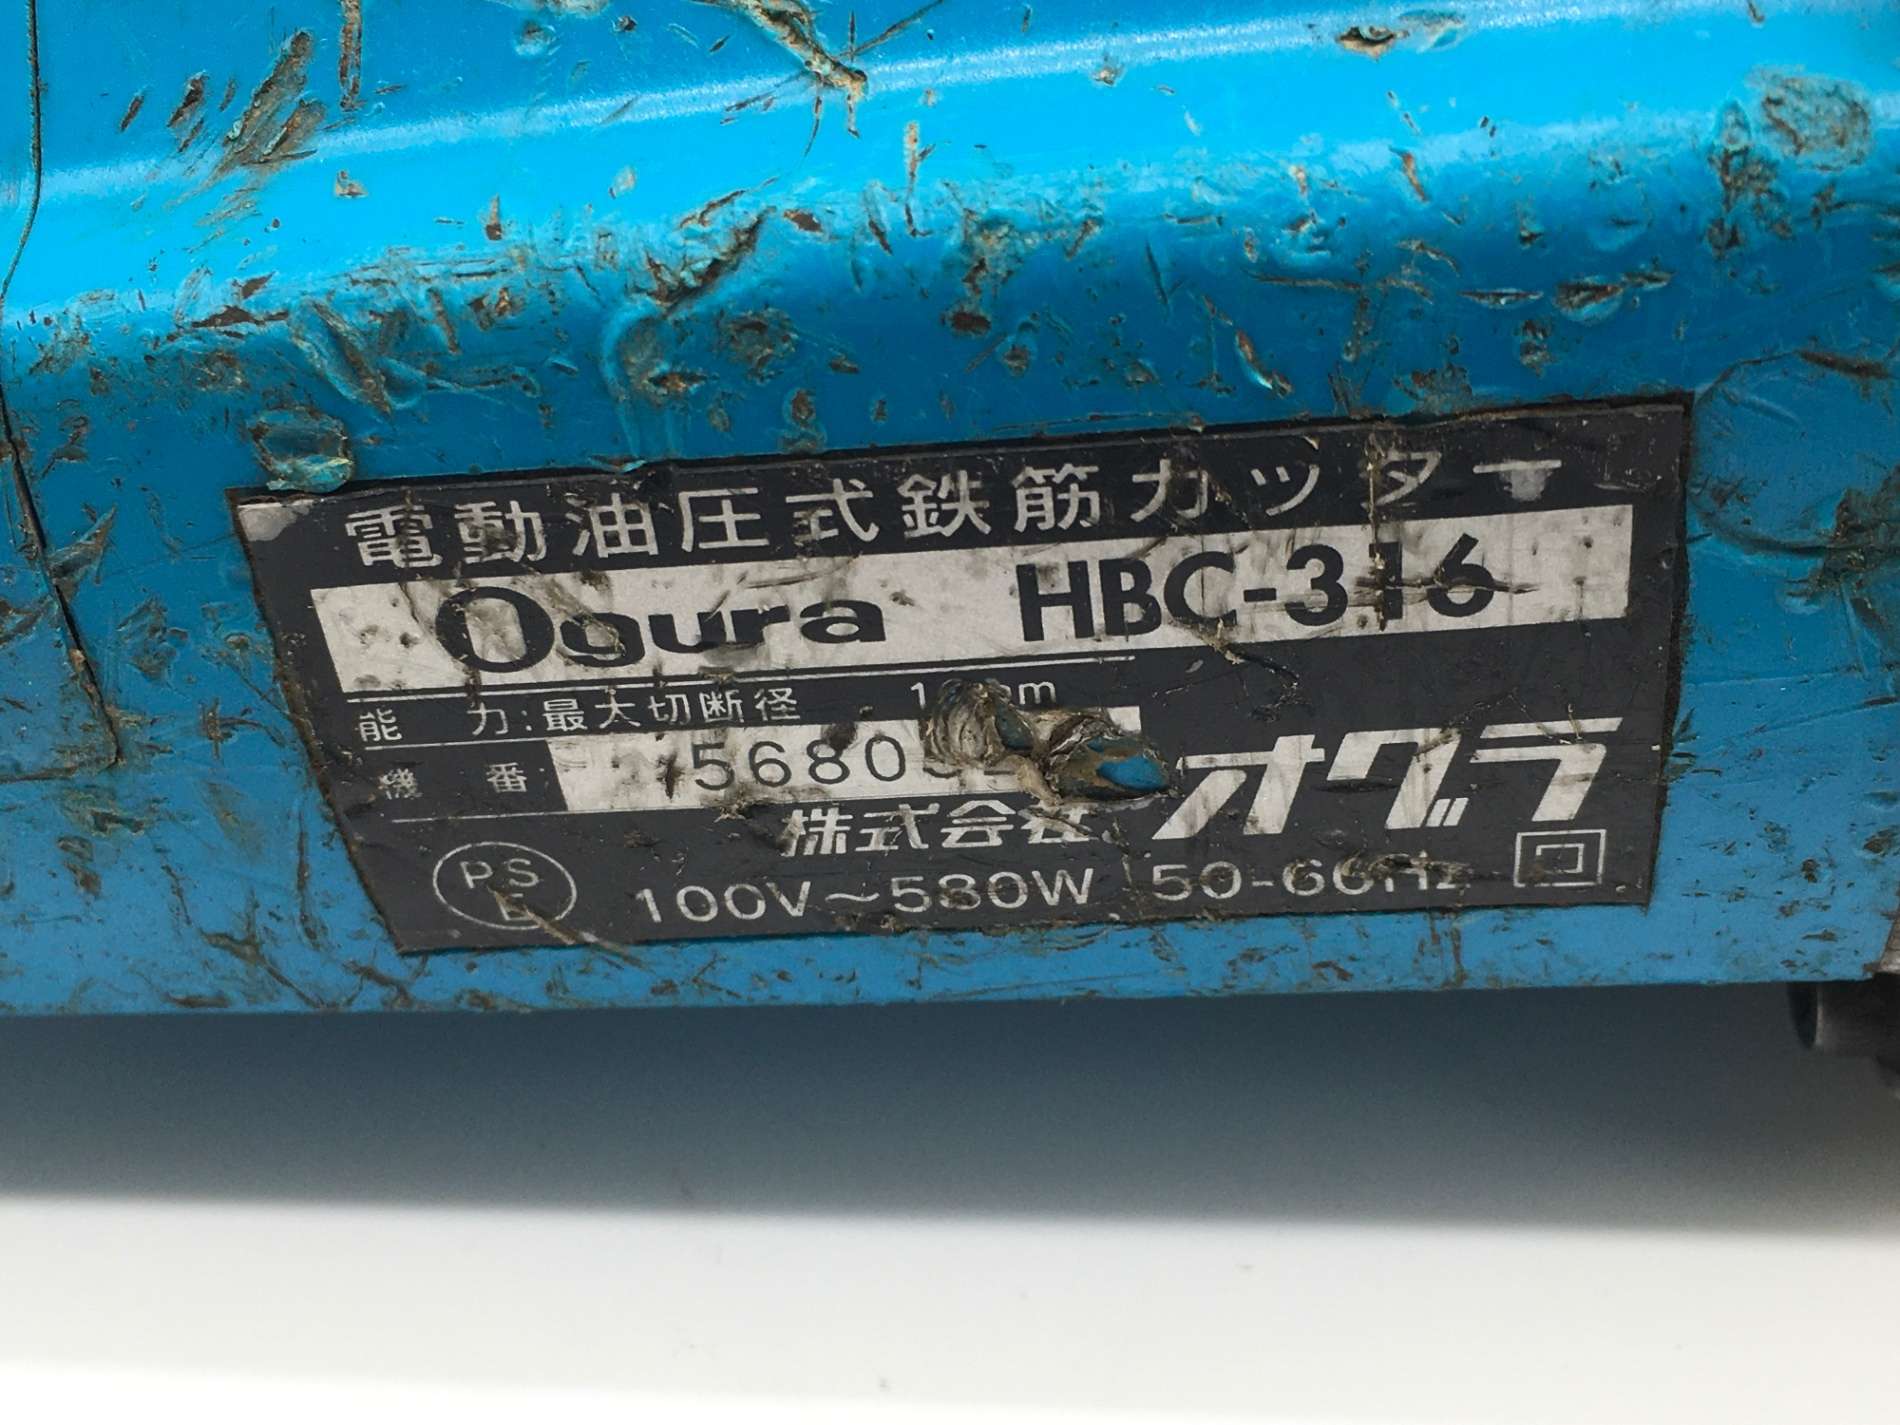 電動油圧式鉄筋カッター
Ogura HBC-316
能 力:最大切断径
機 番
株式会社 オグラ
PSE 100V～580W 50-60Hz